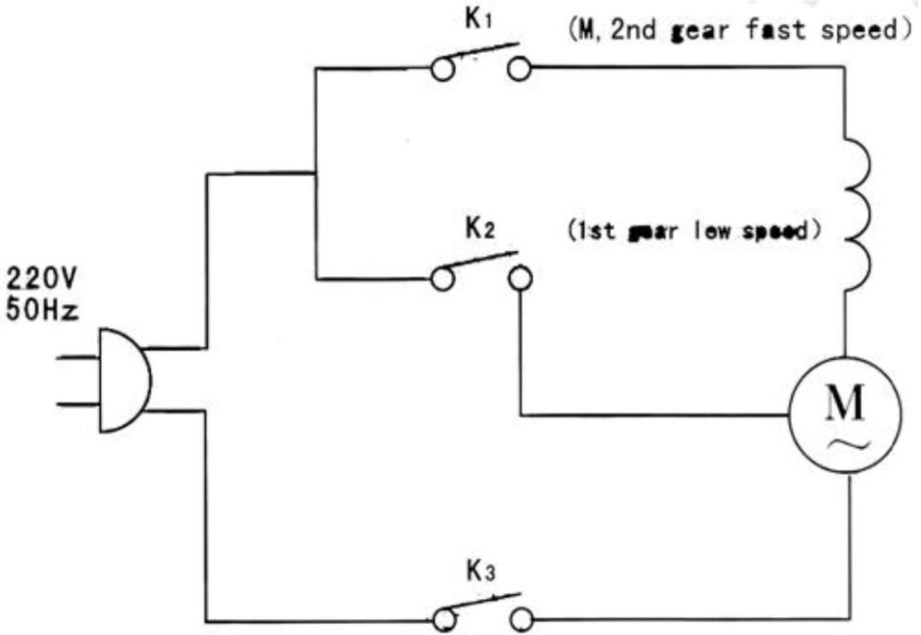 K1
(M, 2nd gear fast speed)
K2
(1st gear low speed)
220V
50Hz
M
~
K3